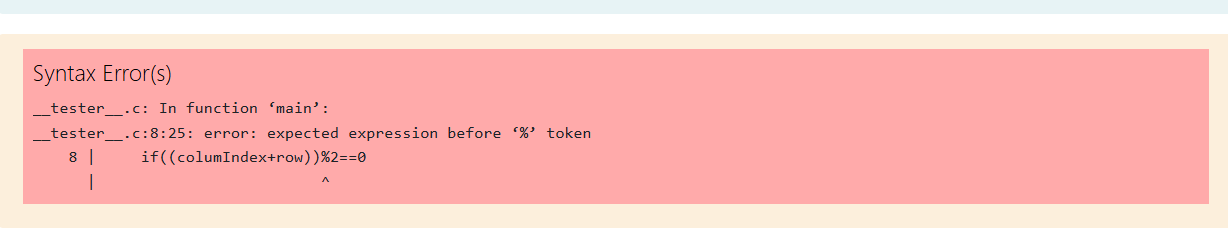 Syntax Error(s)
__tester__.c: In function ‘main’:
__tester__.c:8:25: error: expected expression before ‘%’ token
    8 |     if((columIndex+row))%2==0
      |                         ^